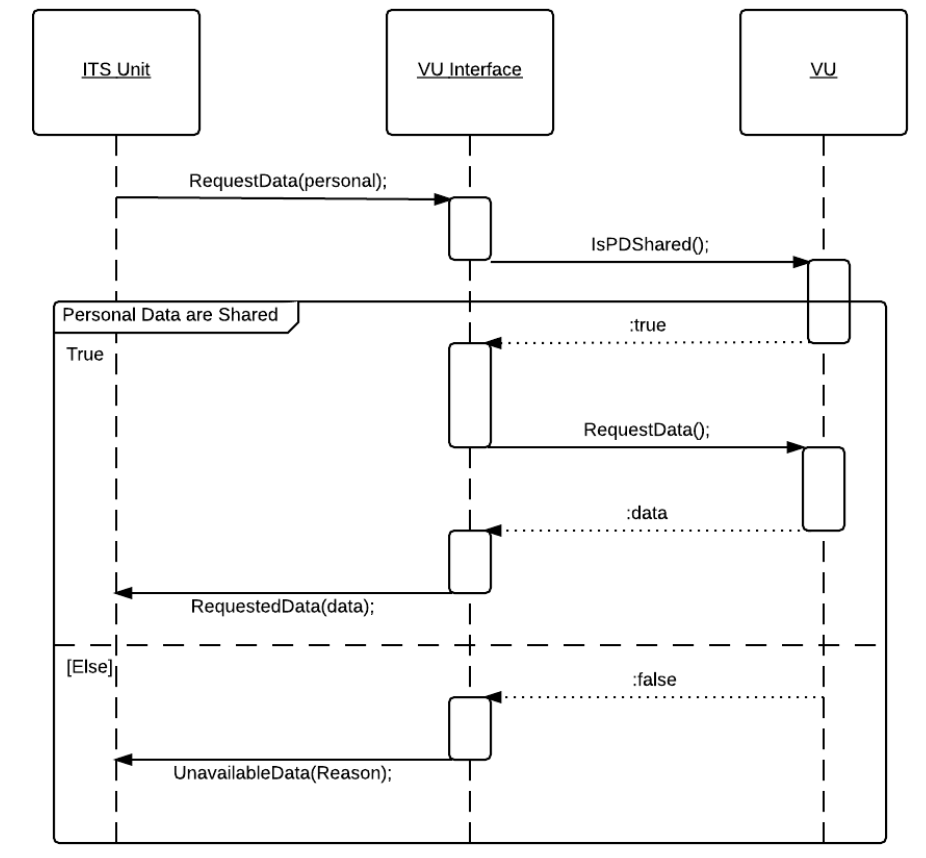 ITS Unit
VU Interface
VU
RequestData(personal);
IsPDShared();
Personal Data are Shared
:true
True
RequestData();
:data
RequestedData(data);
[Else]
:false
UnavailableData(Reason);